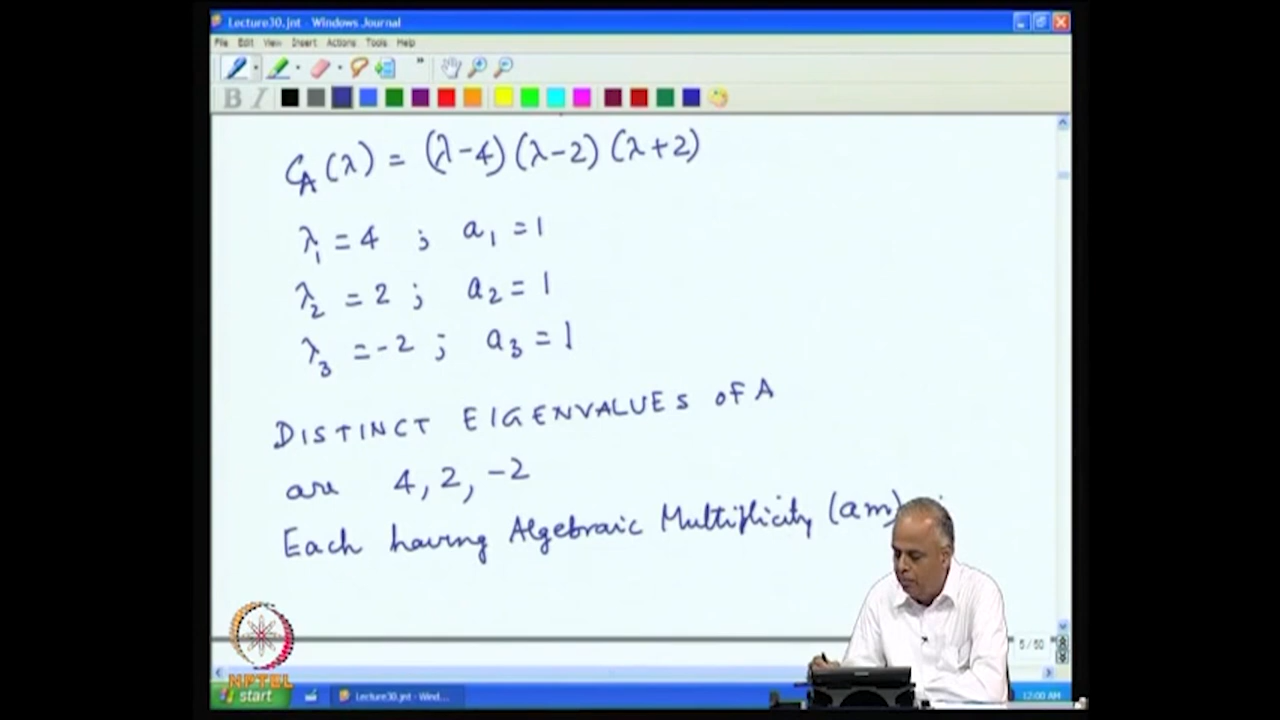 Lecture30.jnt - Windows Journal
File Edit View Insert Actions Tools Help
B I
C_A(λ) = (λ-4)(λ-2)(λ+2)
λ₁ = 4 ; a₁ = 1
λ₂ = 2 ; a₂ = 1
λ₃ = -2 ; a₃ = 1
DISTINCT EIGENVALUES of A
are 4, 2, -2
Each having Algebraic Multiplicity (am)
5 / 50
NPTEL
start Lecture30.jnt - Wind... 12:00 AM